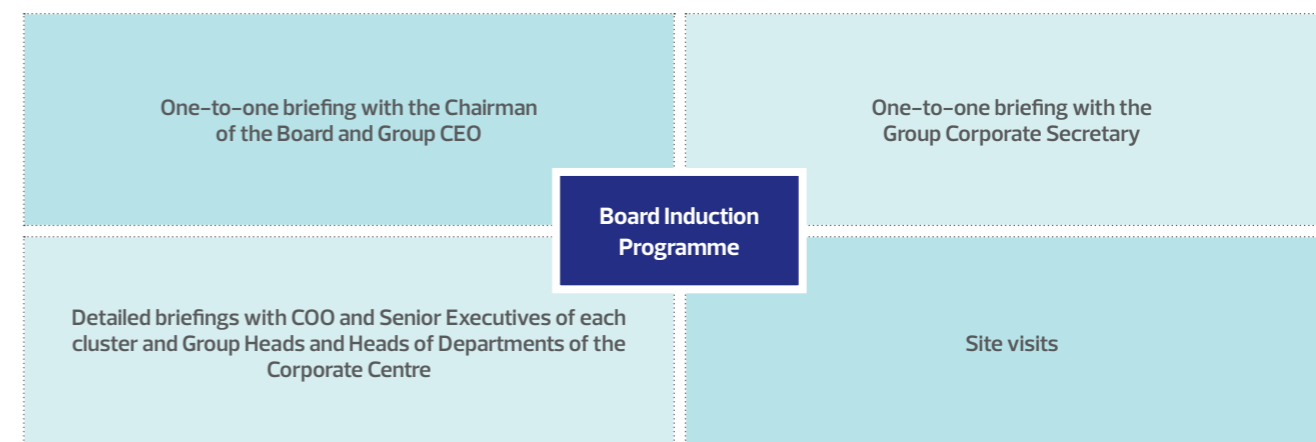 One-to-one briefing with the Chairman
of the Board and Group CEO
One-to-one briefing with the
Group Corporate Secretary
Board Induction
Programme
Detailed briefings with COO and Senior Executives of each
cluster and Group Heads and Heads of Departments of the
Corporate Centre
Site visits